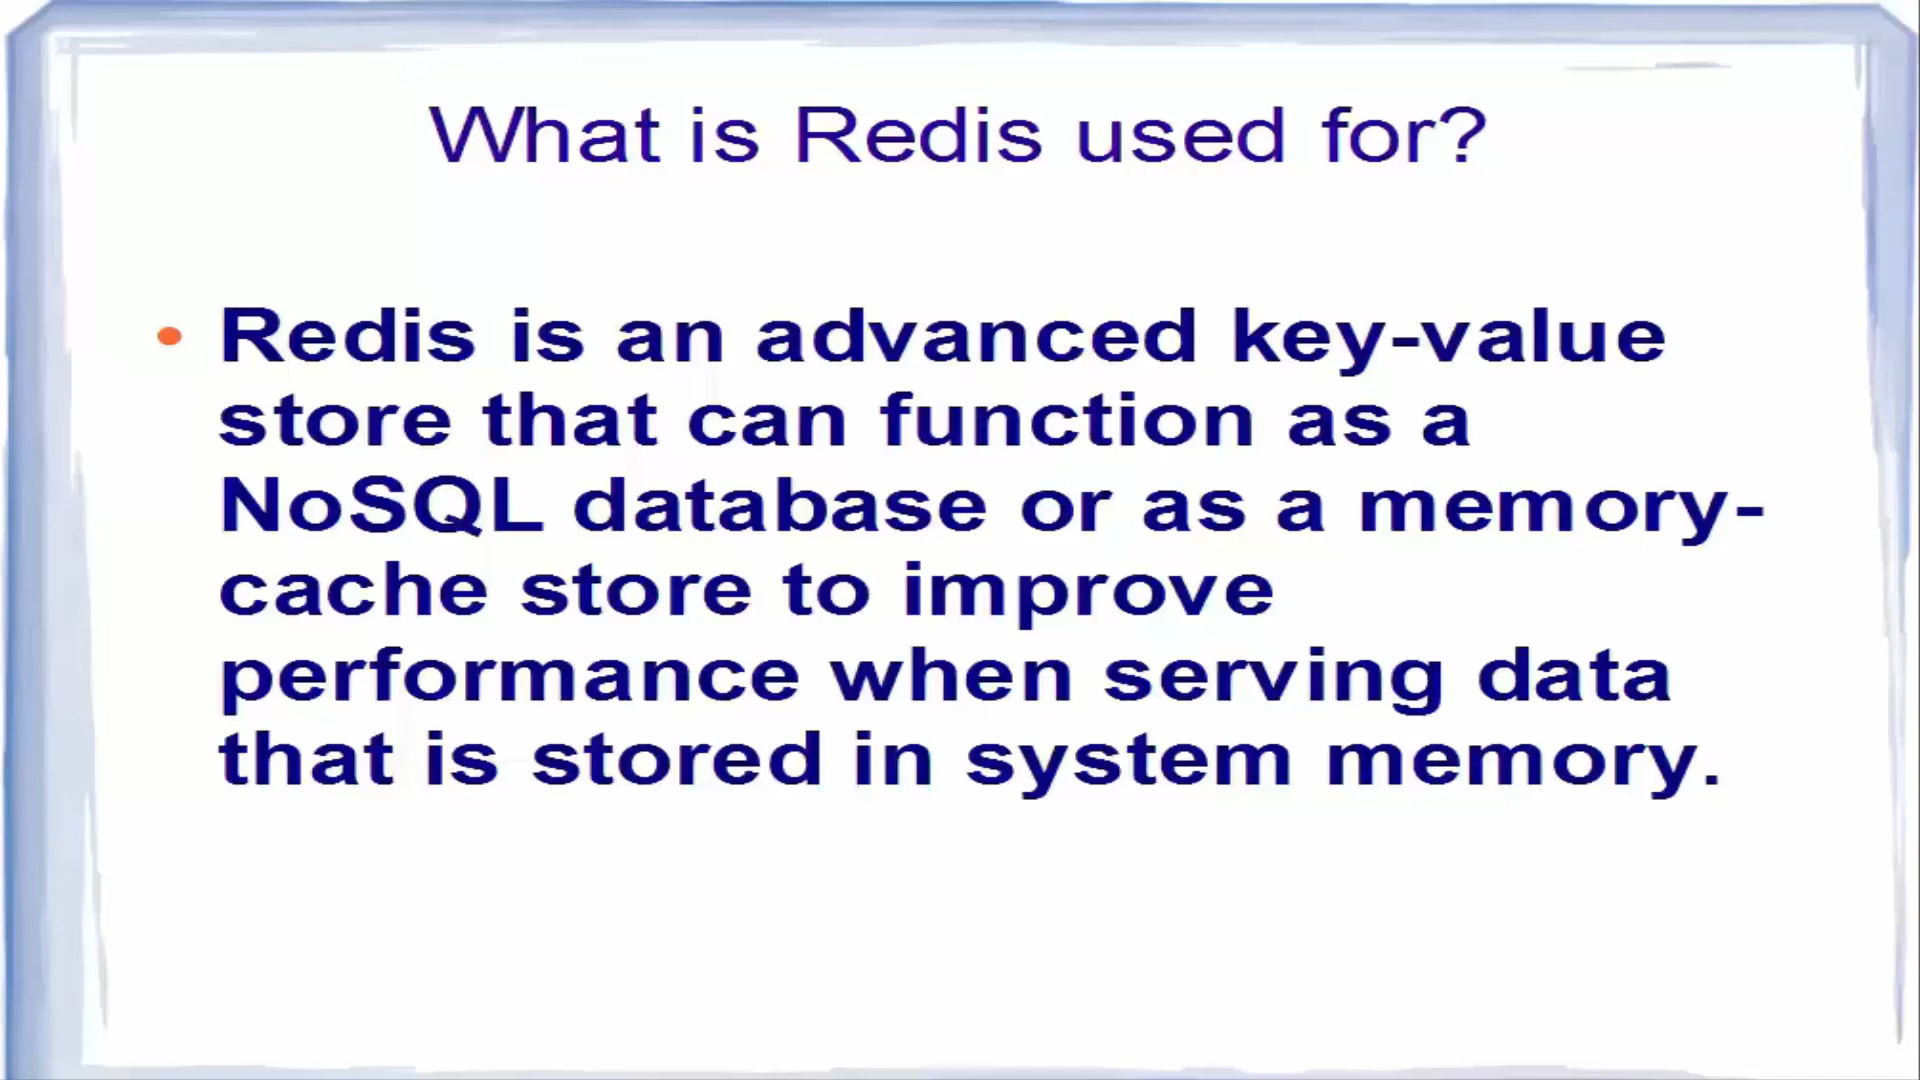 What is Redis used for?
• Redis is an advanced key-value
store that can function as a
NoSQL database or as a memory-
cache store to improve
performance when serving data
that is stored in system memory.